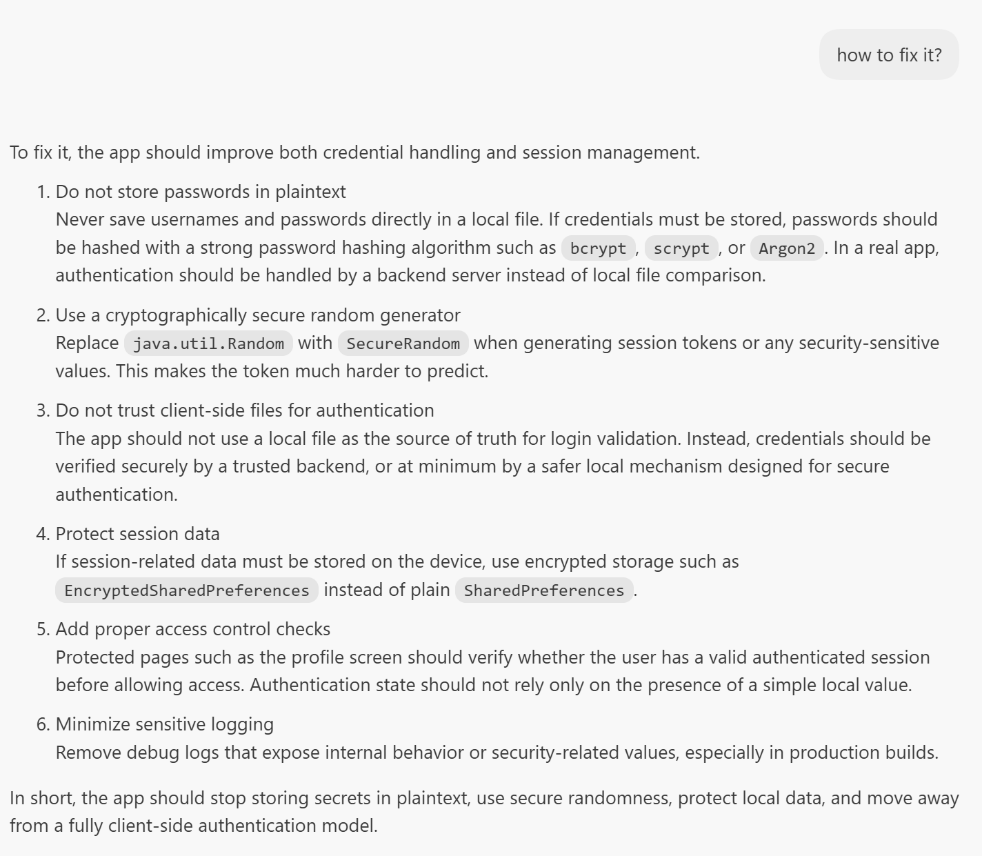 how to fix it?
To fix it, the app should improve both credential handling and session management.
1. Do not store passwords in plaintext
Never save usernames and passwords directly in a local file. If credentials must be stored, passwords should
be hashed with a strong password hashing algorithm such as bcrypt, scrypt, or Argon2. In a real app,
authentication should be handled by a backend server instead of local file comparison.
2. Use a cryptographically secure random generator
Replace java.util.Random with SecureRandom when generating session tokens or any security-sensitive
values. This makes the token much harder to predict.
3. Do not trust client-side files for authentication
The app should not use a local file as the source of truth for login validation. Instead, credentials should be
verified securely by a trusted backend, or at minimum by a safer local mechanism designed for secure
authentication.
4. Protect session data
If session-related data must be stored on the device, use encrypted storage such as
EncryptedSharedPreferences instead of plain SharedPreferences.
5. Add proper access control checks
Protected pages such as the profile screen should verify whether the user has a valid authenticated session
before allowing access. Authentication state should not rely only on the presence of a simple local value.
6. Minimize sensitive logging
Remove debug logs that expose internal behavior or security-related values, especially in production builds.
In short, the app should stop storing secrets in plaintext, use secure randomness, protect local data, and move away
from a fully client-side authentication model.